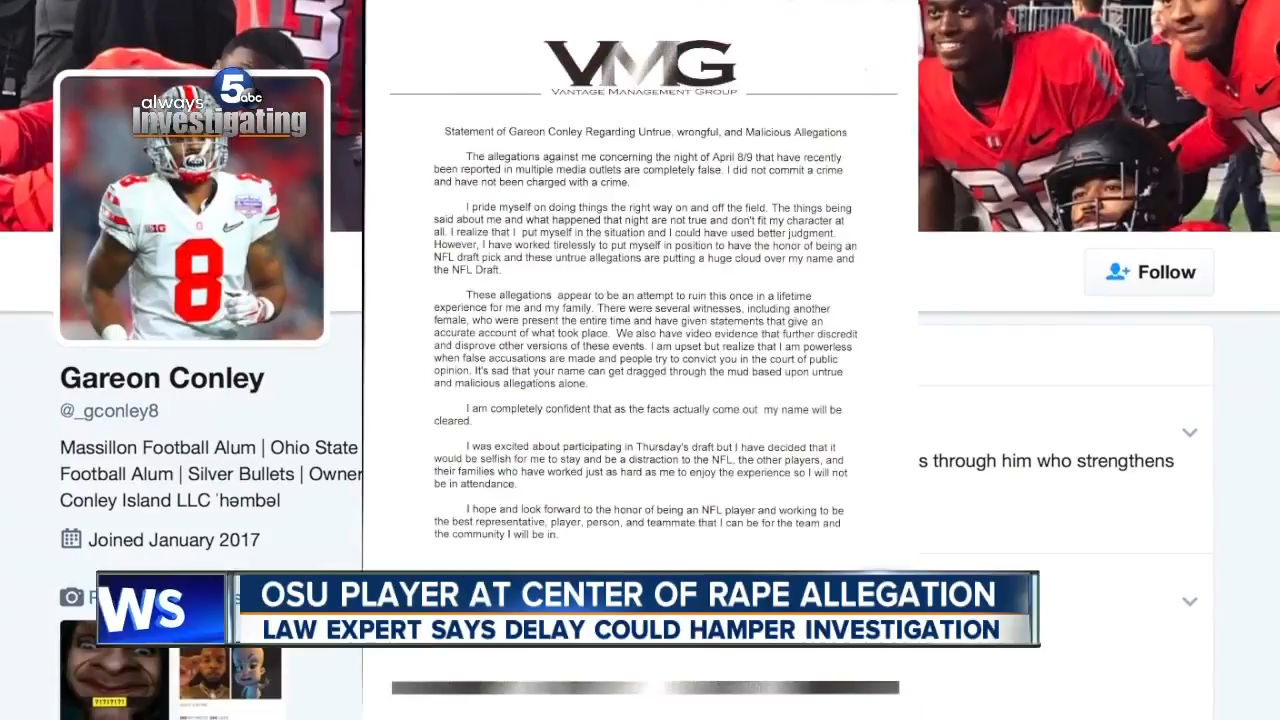 always
5abc
Investigating
8
Gareon Conley
@_gconley8
Massillon Football Alum | Ohio State
Football Alum | Silver Bullets | Owner
Conley Island LLC ˈhəmbəl
Joined January 2017
VMG
VANTAGE MANAGEMENT GROUP
Statement of Gareon Conley Regarding Untrue, wrongful, and Malicious Allegations
The allegations against me concerning the night of April 8/9 that have recently
been reported in multiple media outlets are completely false. I did not commit a crime
and have not been charged with a crime.
I pride myself on doing things the right way on and off the field. The things being
said about me and what happened that night are not true and don't fit my character at
all. I realize that I put myself in the situation and I could have used better judgment.
However, I have worked tirelessly to put myself in position to have the honor of being an
NFL draft pick and these untrue allegations are putting a huge cloud over my name and
the NFL Draft.
These allegations appear to be an attempt to ruin this once in a lifetime
experience for me and my family. There were several witnesses, including another
female, who were present the entire time and have given statements that give an
accurate account of what took place. We also have video evidence that further discredit
and disprove other versions of these events. I am upset but realize that I am powerless
when false accusations are made and people try to convict you in the court of public
opinion. It's sad that your name can get dragged through the mud based upon untrue
and malicious allegations alone.
I am completely confident that as the facts actually come out my name will be
cleared.
I was excited about participating in Thursday's draft but I have decided that it
would be selfish for me to stay and be a distraction to the NFL, the other players, and
their families who have worked just as hard as me to enjoy the experience so I will not
be in attendance.
I hope and look forward to the honor of being an NFL player and working to be
the best representative, player, person, and teammate that I can be for the team and
the community I will be in.
Follow
s through him who strengthens
WS
OSU PLAYER AT CENTER OF RAPE ALLEGATION
LAW EXPERT SAYS DELAY COULD HAMPER INVESTIGATION
?!?!?!?!